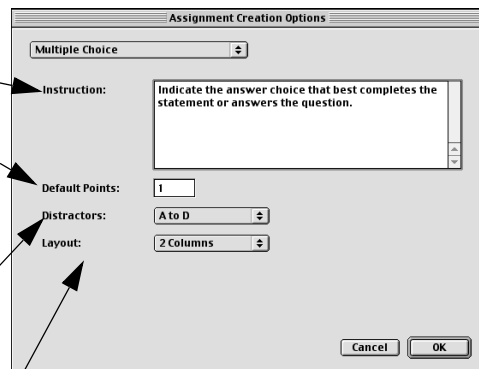 Assignment Creation Options
Multiple Choice
Instruction:
Indicate the answer choice that best completes the
statement or answers the question.
Default Points:
1
Distractors:
A to D
Layout:
2 Columns
Cancel
OK